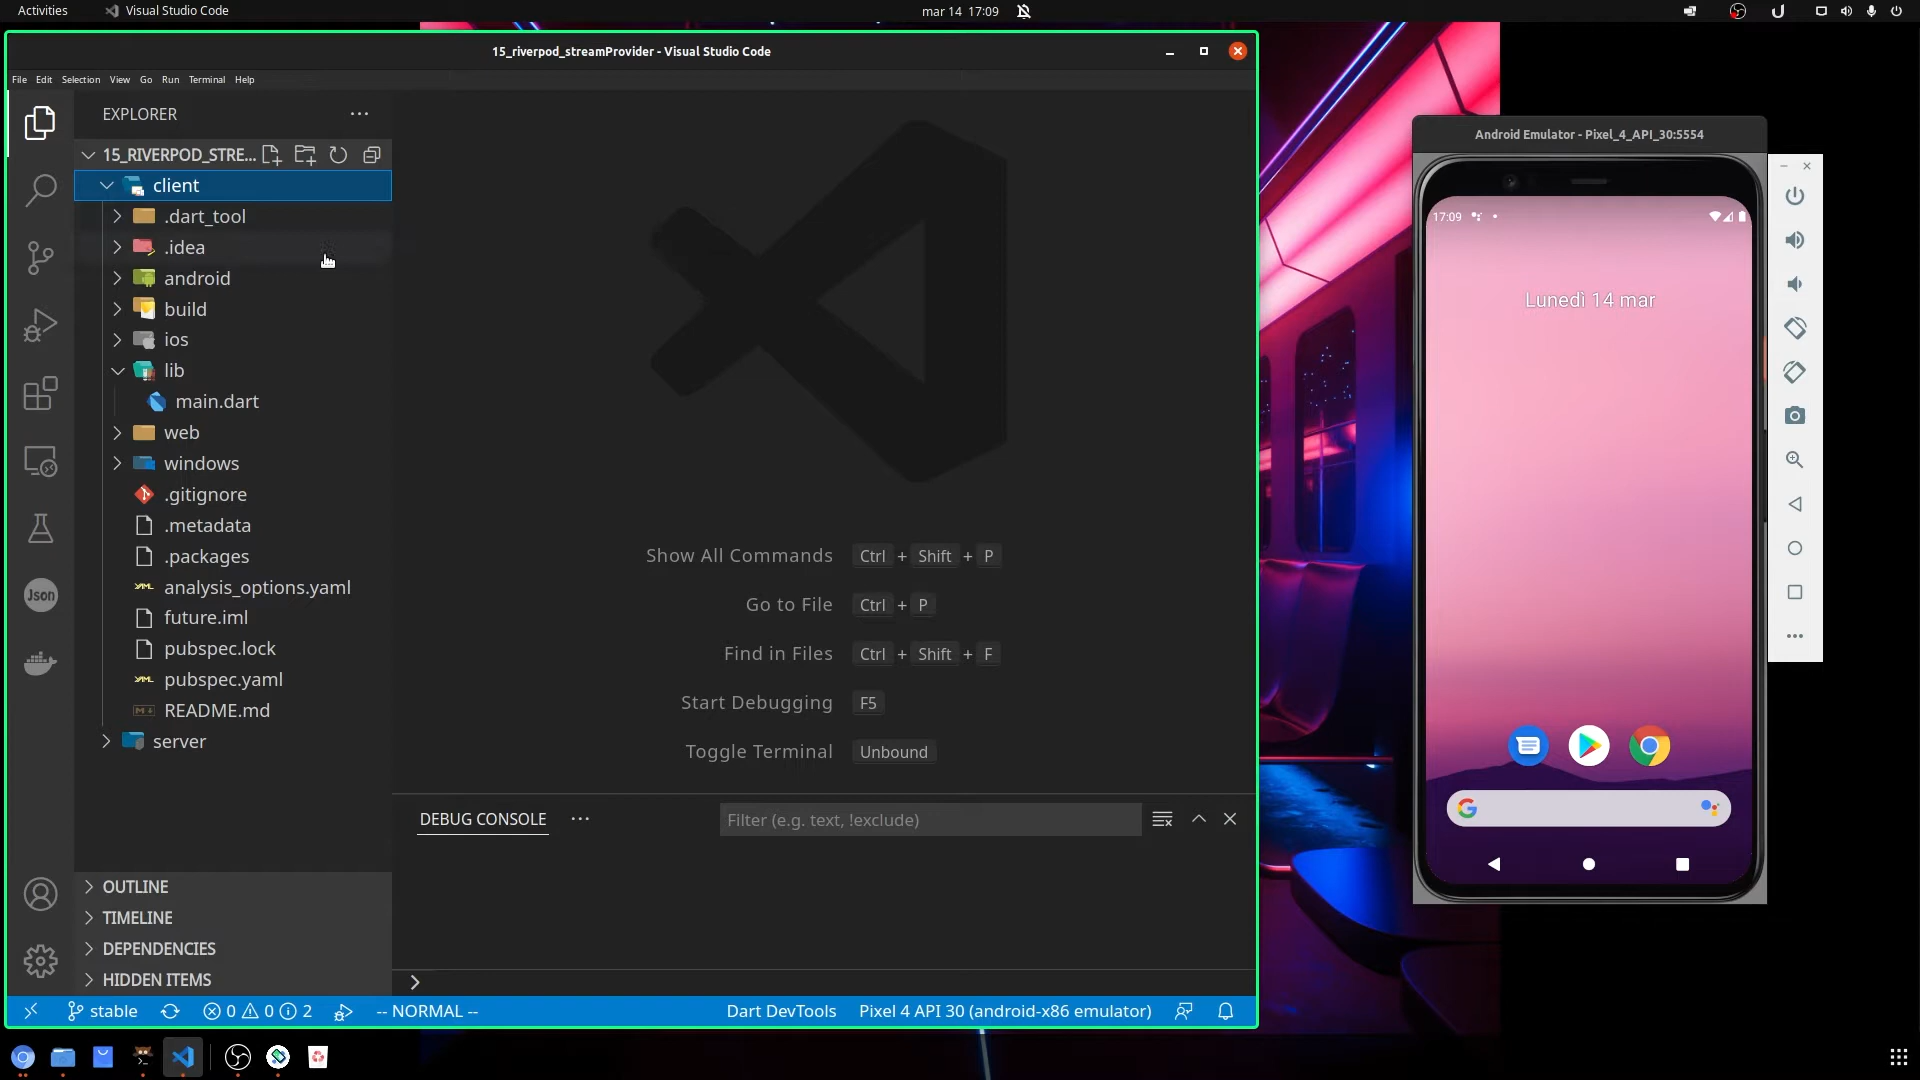 Activities
Visual Studio Code
mar 14 17:09
15_riverpod_streamProvider - Visual Studio Code
File Edit Selection View Go Run Terminal Help
EXPLORER
15_RIVERPOD_STRE...
client
.dart_tool
.idea
android
build
ios
lib
main.dart
web
windows
.gitignore
.metadata
.packages
analysis_options.yaml
future.iml
pubspec.lock
pubspec.yaml
README.md
server
OUTLINE
TIMELINE
DEPENDENCIES
HIDDEN ITEMS
Json
Show All Commands Ctrl + Shift + P
Go to File Ctrl + P
Find in Files Ctrl + Shift + F
Start Debugging F5
Toggle Terminal Unbound
DEBUG CONSOLE
Filter (e.g. text, !exclude)
stable
0 0 2
-- NORMAL --
Dart DevTools
Pixel 4 API 30 (android-x86 emulator)
Android Emulator - Pixel_4_API_30:5554
17:09
Lunedì 14 mar